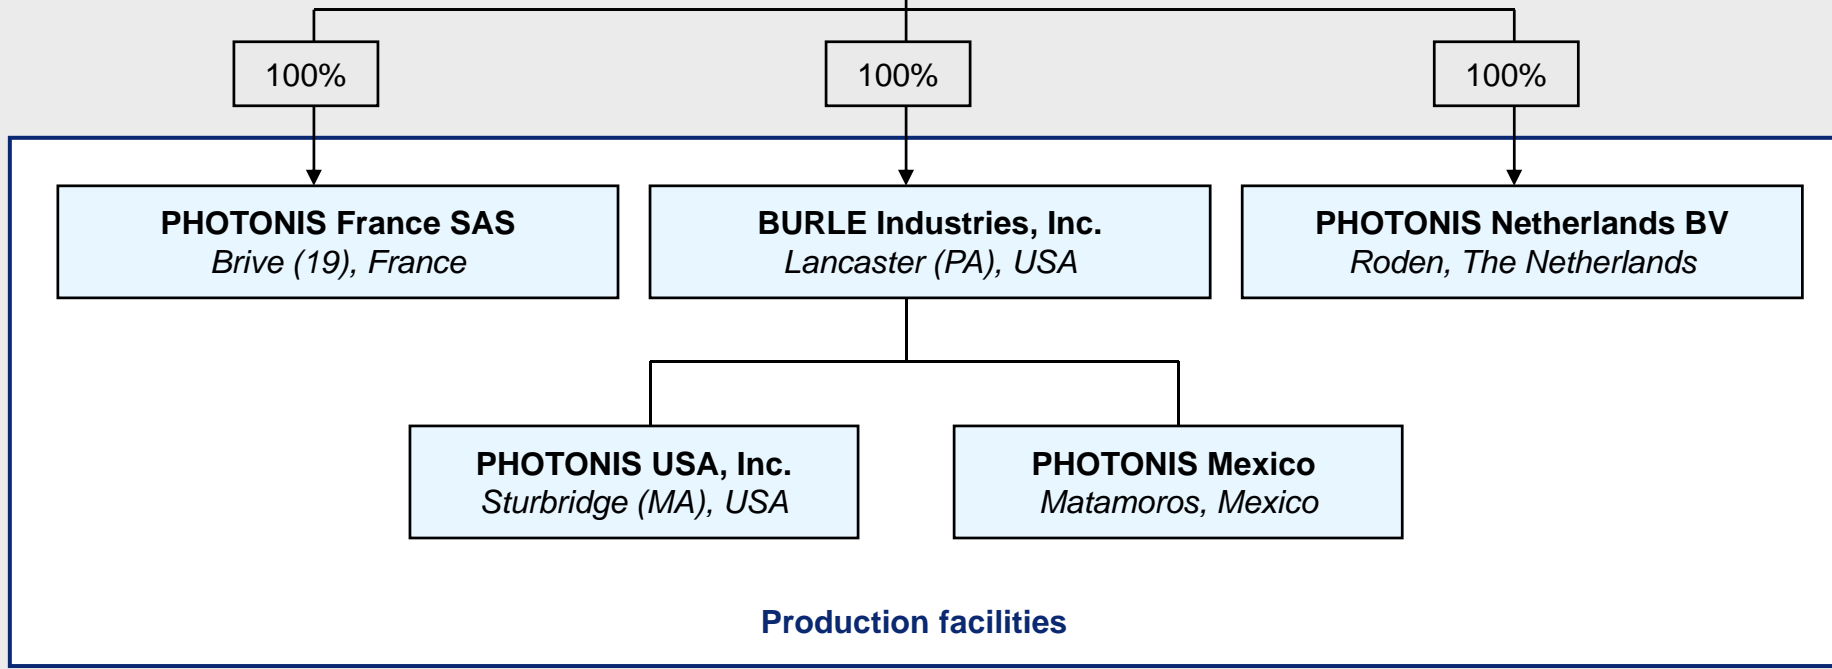 100%
100%
100%
PHOTONIS France SAS
Brive (19), France
BURLE Industries, Inc.
Lancaster (PA), USA
PHOTONIS Netherlands BV
Roden, The Netherlands
PHOTONIS USA, Inc.
Sturbridge (MA), USA
PHOTONIS Mexico
Matamoros, Mexico
Production facilities